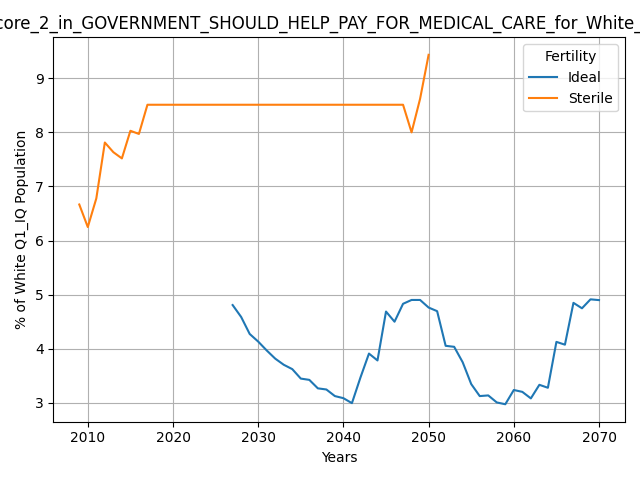 core_2_in_GOVERNMENT_SHOULD_HELP_PAY_FOR_MEDICAL_CARE_for_White_
Fertility
Ideal
Sterile
% of White Q1_IQ Population
9
8
7
6
5
4
3
2010
2020
2030
2040
2050
2060
2070
Years